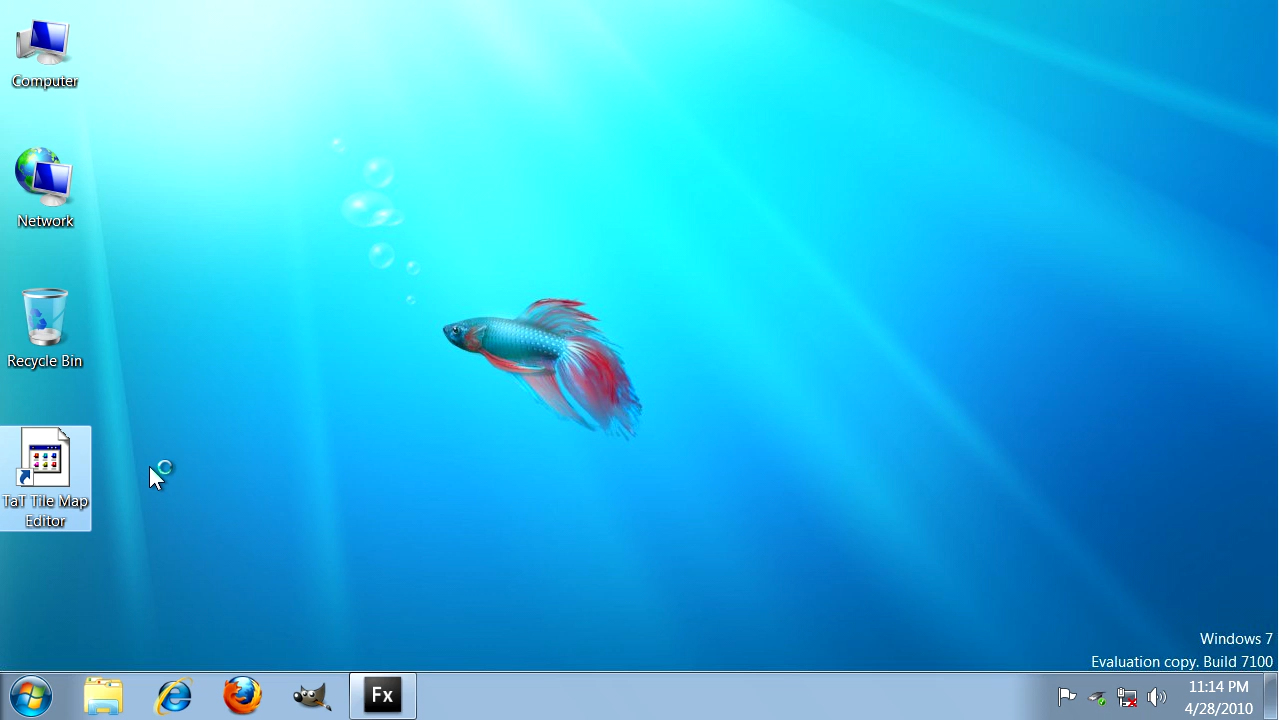 Computer
Network
Recycle Bin
TaT Tile Map
Editor
Windows 7
Evaluation copy. Build 7100
Fx
11:14 PM
4/28/2010